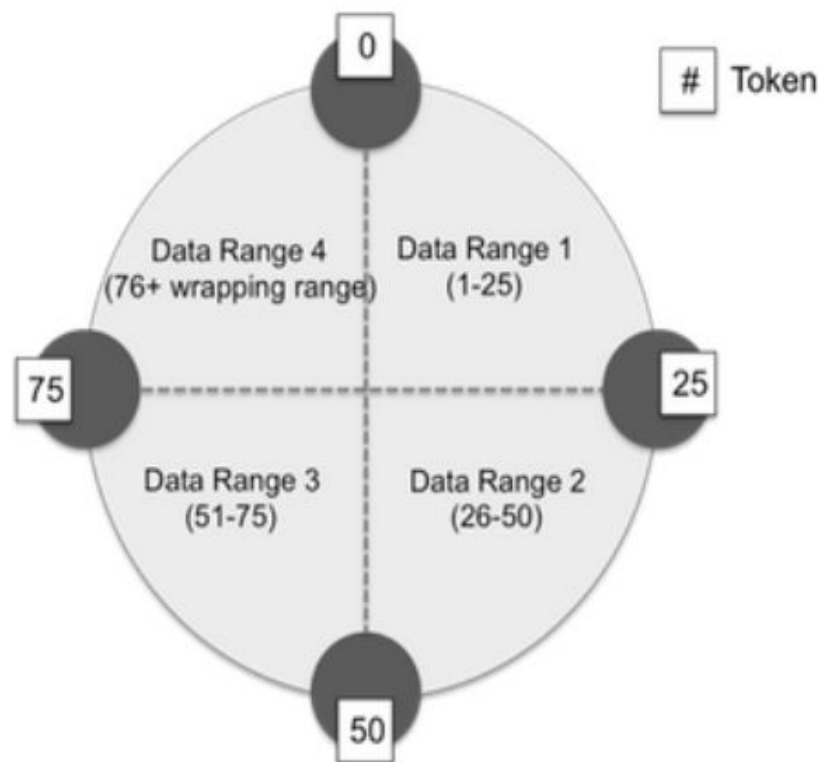 0
# Token
Data Range 4
(76+ wrapping range)
Data Range 1
(1-25)
75
25
Data Range 3
(51-75)
Data Range 2
(26-50)
50